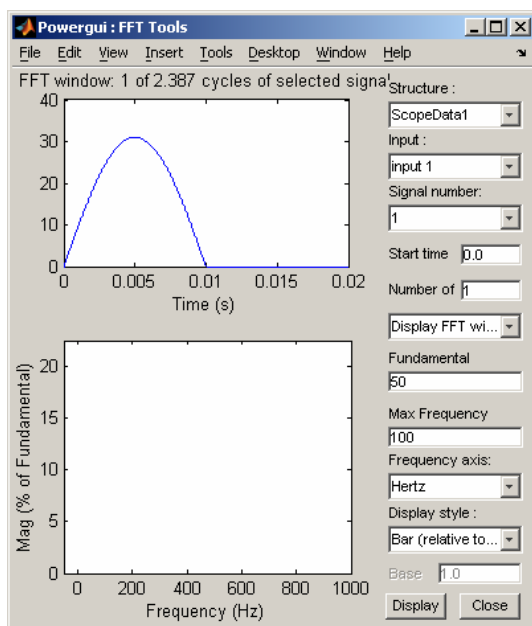 Powergui : FFT Tools
File Edit View Insert Tools Desktop Window Help
FFT window: 1 of 2.387 cycles of selected signal
40
30
20
10
0
0 0.005 0.01 0.015 0.02
Time (s)
20
15
10
5
0
Mag (% of Fundamental)
0 200 400 600 800 1000
Frequency (Hz)
Structure :
ScopeData1
Input :
input 1
Signal number:
1
Start time 0.0
Number of 1
Display FFT wi...
Fundamental
50
Max Frequency
100
Frequency axis:
Hertz
Display style :
Bar (relative to...
Base 1.0
Display Close